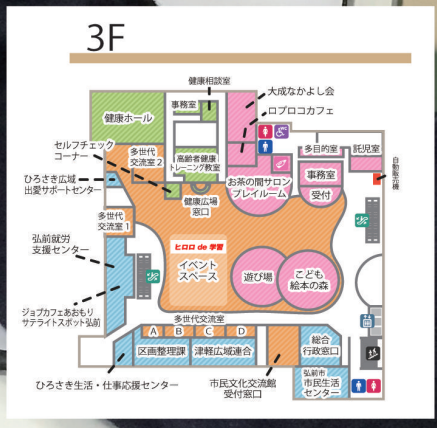 3F
健康相談室
大成なかよし会
ロブロコカフェ
事務室
健康ホール
セルフチェック
コーナー
多世代
交流室2
高齢者健康
トレーニング教室
多目的室
託児室
自動販売機
ひろさき広域
出愛サポートセンター
お茶の間サロン
プレイルーム
事務室
受付
健康広場
窓口
多世代
交流室1
弘前就労
支援センター
ヒロロ de 学習
イベント
スペース
遊び場
こども
絵本の森
ジョブカフェあおもり
サテライトスポット弘前
多世代交流室
A B C D
区画整理課
津軽広域連合
総合
行政窓口
ひろさき生活・仕事応援センター
市民文化交流館
受付窓口
弘前市
市民生活
センター